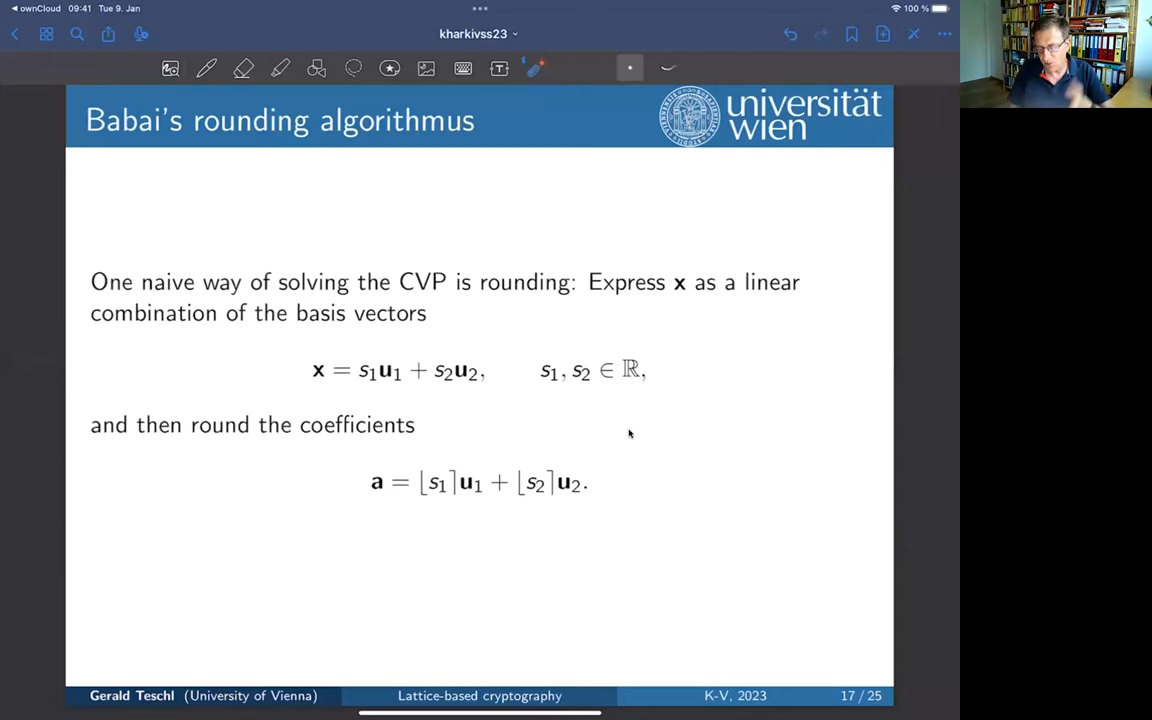 ownCloud 09:41 Tue 9. Jan
100 %
kharkivss23
Babai's rounding algorithmus
universität
wien
One naive way of solving the CVP is rounding: Express x as a linear
combination of the basis vectors
x = s₁u₁ + s₂u₂, s₁, s₂ ∈ ℝ,
and then round the coefficients
a = ⌊s₁⌉u₁ + ⌊s₂⌉u₂.
Gerald Teschl (University of Vienna) Lattice-based cryptography K-V, 2023 17 / 25